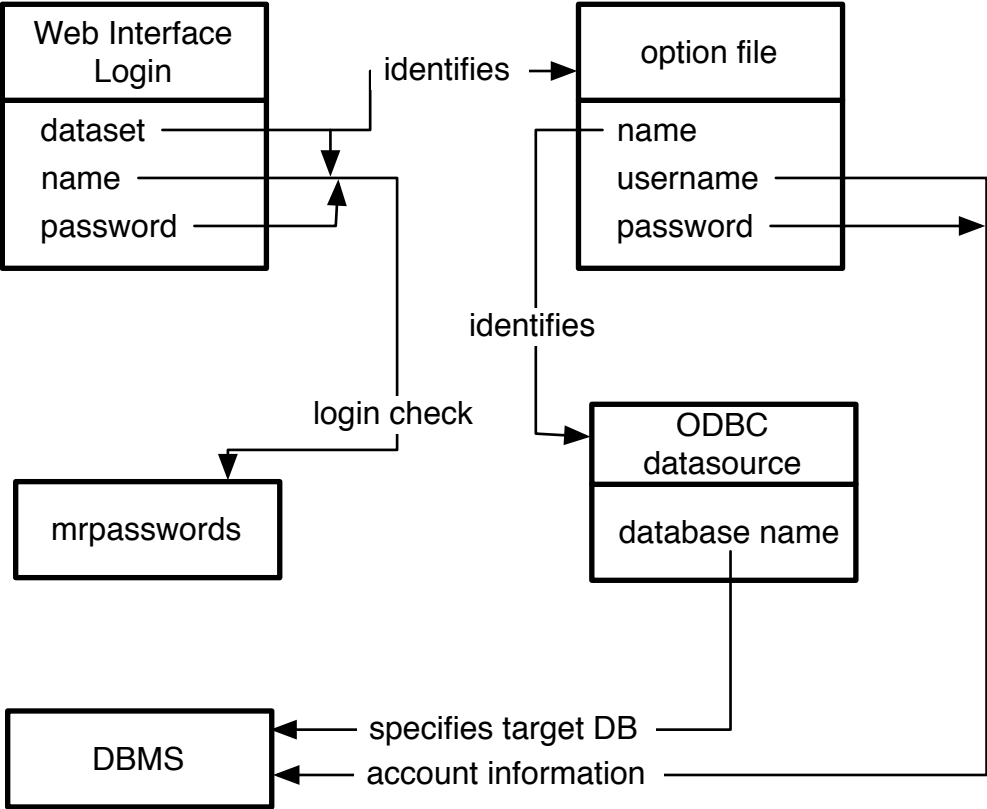 Web Interface
Login
dataset
name
password
identifies
option file
name
username
password
identifies
login check
mrpasswords
ODBC
datasource
database name
DBMS
specifies target DB
account information